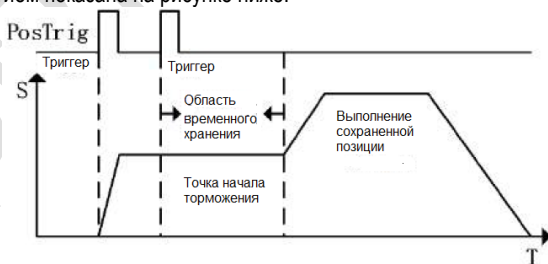 PosTrig
Триггер
Триггер
S
Область
временного
хранения
Выполнение
сохраненной
позиции
Точка начала
торможения
T